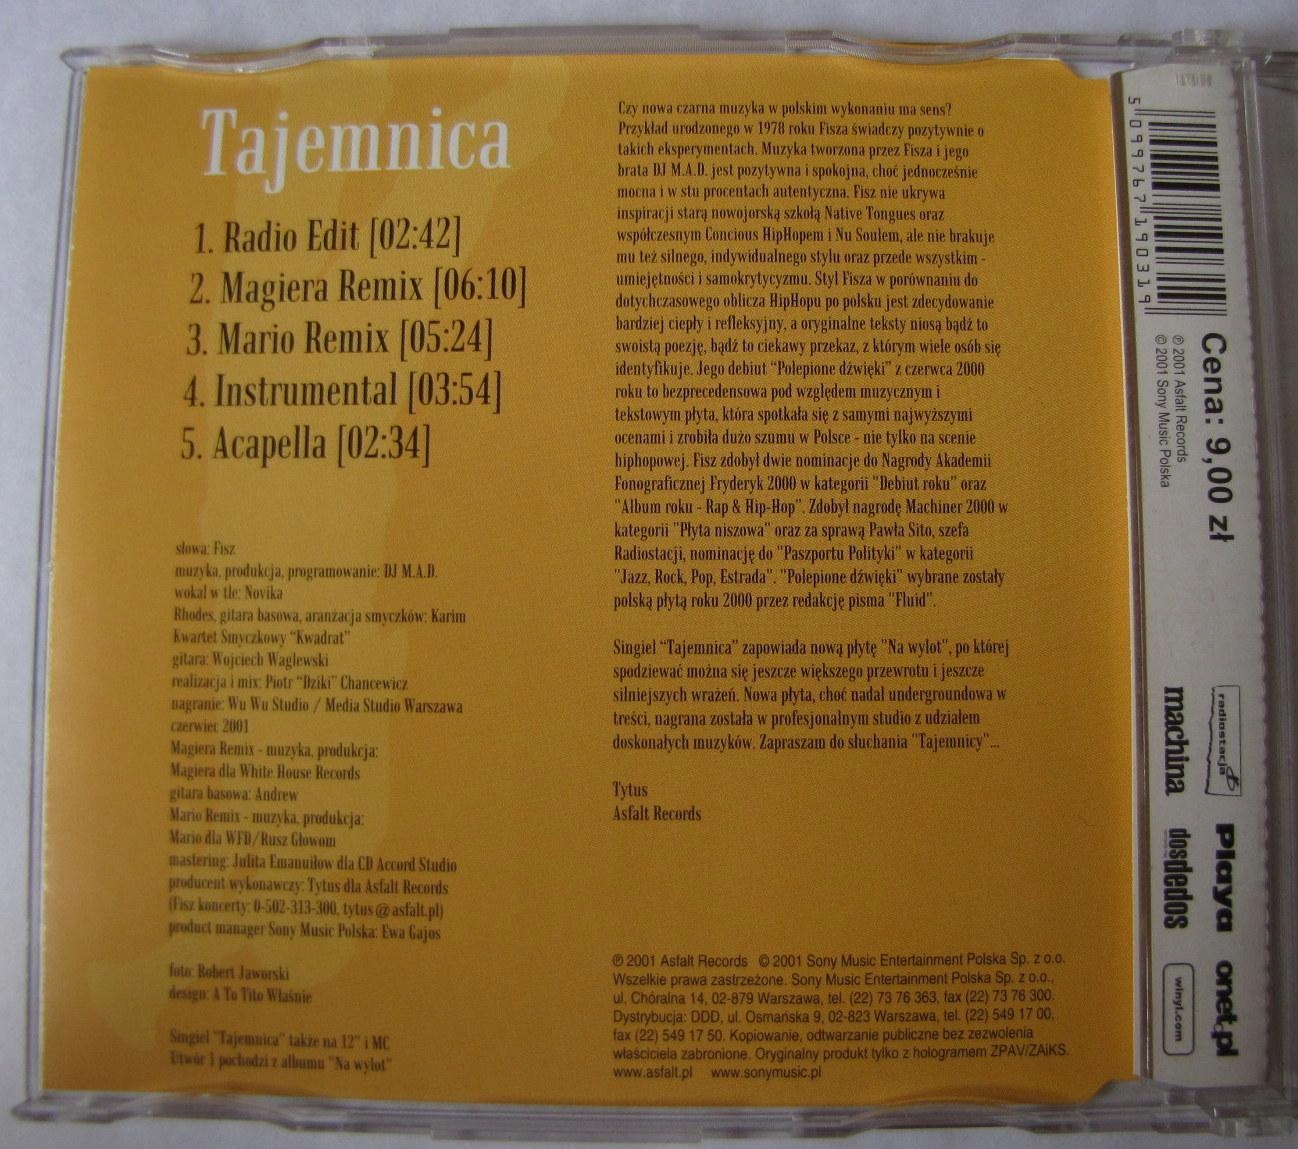 Tajemnica
1. Radio Edit [02:42]
2. Magiera Remix [06:10]
3. Mario Remix [05:24]
4. Instrumental [03:54]
5. Acapella [02:34]
słowa: Fisz
muzyka, produkcja, programowanie: DJ M.A.D.
wokal w tle: Novika
Rhodes, gitara basowa, aranżacja smyczków: Karim
Kwartet Smyczkowy “Kwadrat”
gitara: Wojciech Waglewski
realizacja i mix: Piotr “Dziki” Chancewicz
nagranie: Wu Wu Studio / Media Studio Warszawa
czerwiec 2001
Magiera Remix - muzyka, produkcja:
Magiera dla White House Records
gitara basowa: Andrew
Mario Remix - muzyka, produkcja:
Mario dla WFD/Rusz Głowom
mastering: Julita Emanuiłow dla CD Accord Studio
producent wykonawczy: Tytus dla Asfalt Records
(Fisz koncerty: 0-502-313-300, tytus@asfalt.pl)
product manager Sony Music Polska: Ewa Gajos
foto: Robert Jaworski
design: A To Tito Właśnie
Singiel "Tajemnica" także na 12" i MC
Utwór 1 pochodzi z albumu "Na wylot"
Czy nowa czarna muzyka w polskim wykonaniu ma sens?
Przykład urodzonego w 1978 roku Fisza świadczy pozytywnie o
takich eksperymentach. Muzyka tworzona przez Fisza i jego
brata DJ M.A.D. jest pozytywna i spokojna, choć jednocześnie
mocna i w stu procentach autentyczna. Fisz nie ukrywa
inspiracji starą nowojorską szkołą Native Tongues oraz
współczesnym Concious HipHopem i Nu Soulem, ale nie brakuje
mu też silnego, indywidualnego stylu oraz przede wszystkim -
umiejętności i samokrytycyzmu. Styl Fisza w porównaniu do
dotychczasowego oblicza HipHopu po polsku jest zdecydowanie
bardziej ciepły i refleksyjny, a oryginalne teksty niosą bądź to
swoistą poezję, bądź to ciekawy przekaz, z którym wiele osób się
identyfikuje. Jego debiut “Polepione dźwięki” z czerwca 2000
roku to bezprecedensowa pod względem muzycznym i
tekstowym płyta, która spotkała się z samymi najwyższymi
ocenami i zrobiła dużo szumu w Polsce - nie tylko na scenie
hiphopowej. Fisz zdobył dwie nominacje do Nagrody Akademii
Fonograficznej Fryderyk 2000 w kategorii "Debiut roku" oraz
"Album roku - Rap & Hip-Hop". Zdobył nagrodę Machiner 2000 w
kategorii "Płyta niszowa" oraz za sprawą Pawła Sito, szefa
Radiostacji, nominację do "Paszportu Polityki" w kategorii
"Jazz, Rock, Pop, Estrada". "Polepione dźwięki" wybrane zostały
polską płytą roku 2000 przez redakcję pisma "Fluid".
Singiel “Tajemnica” zapowiada nową płytę "Na wylot", po której
spodziewać można się jeszcze większego przewrotu i jeszcze
silniejszych wrażeń. Nowa płyta, choć nadal undergroundowa w
treści, nagrana została w profesjonalnym studio z udziałem
doskonałych muzyków. Zapraszam do słuchania "Tajemnicy"...
Tytus
Asfalt Records
℗ 2001 Asfalt Records © 2001 Sony Music Entertainment Polska Sp. z o.o.
Wszelkie prawa zastrzeżone. Sony Music Entertainment Polska Sp. z o.o.,
ul. Chóralna 14, 02-879 Warszawa, tel. (22) 73 76 363, fax (22) 73 76 300.
Dystrybucja: DDD, ul. Osmańska 9, 02-823 Warszawa, tel. (22) 549 17 00,
fax (22) 549 17 50. Kopiowanie, odtwarzanie publiczne bez zezwolenia
właściciela zabronione. Oryginalny produkt tylko z hologramem ZPAV/ZAiKS.
www.asfalt.pl www.sonymusic.pl
5 099767 190319
Cena: 9,00 zł
℗ 2001 Asfalt Records
© 2001 Sony Music Polska
radiostacja
machina
Playa
dosdedos
onet.pl
winyl.com